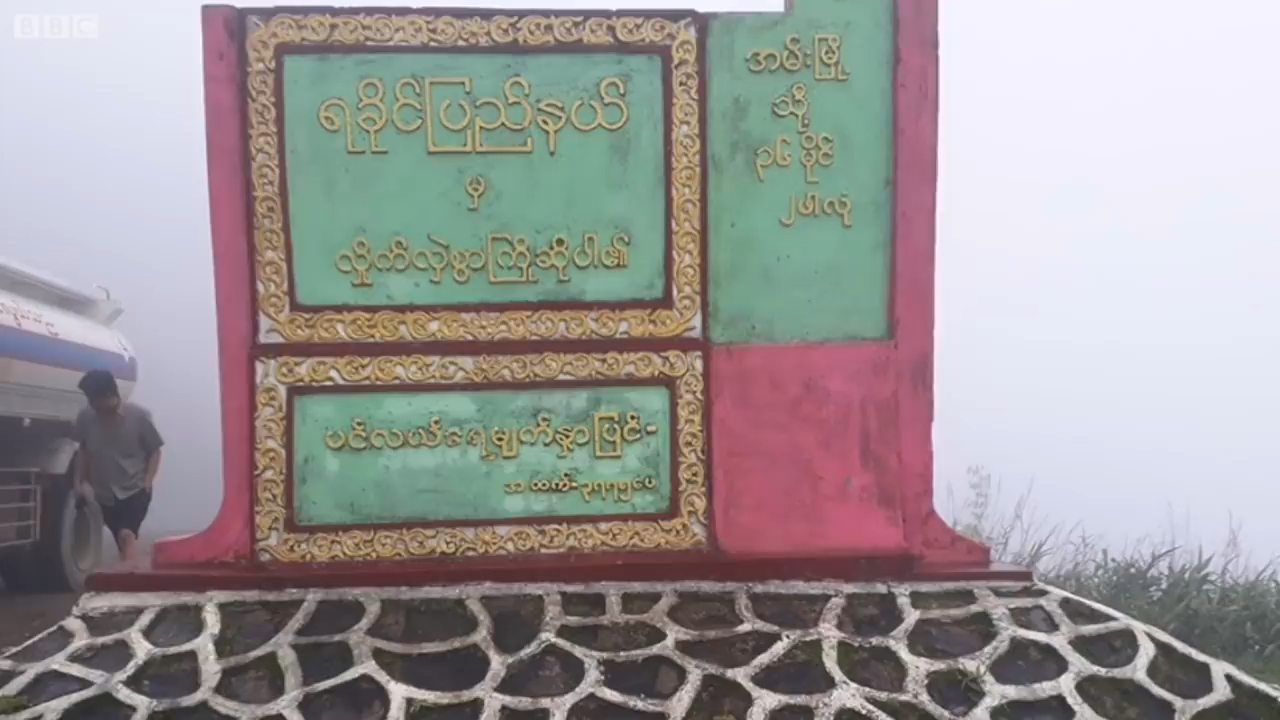 BBC
ရခိုင်ပြည်နယ်
မှ
လှိုက်လှဲစွာကြိုဆိုပါ၏
ပင်လယ်ရေမျက်နှာပြင်-
အထက်-၃၇၇၅ပေ
အမ်းမြို့
သို့
၃၆ မိုင်
၂ဖါလုံ